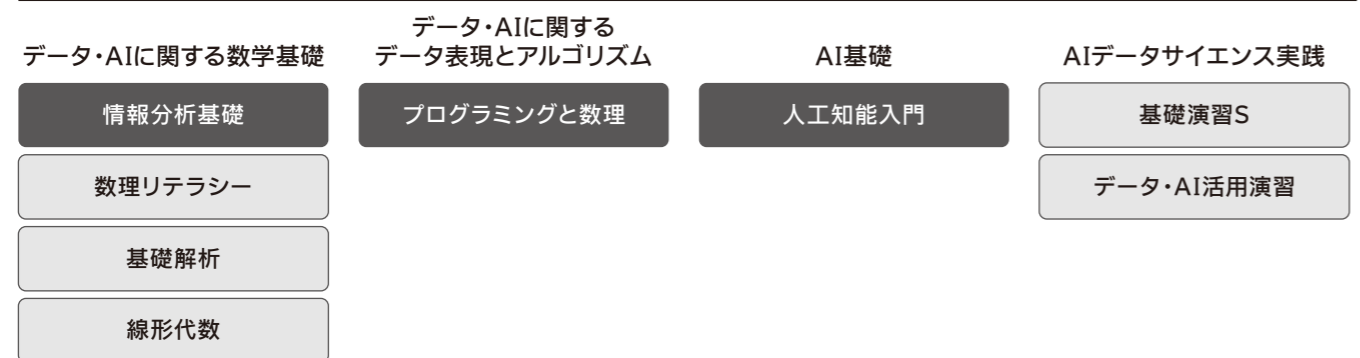 データ・AIに関する数学基礎
情報分析基礎
数理リテラシー
基礎解析
線形代数
データ・AIに関する
データ表現とアルゴリズム
プログラミングと数理
AI基礎
人工知能入門
AIデータサイエンス実践
基礎演習S
データ・AI活用演習